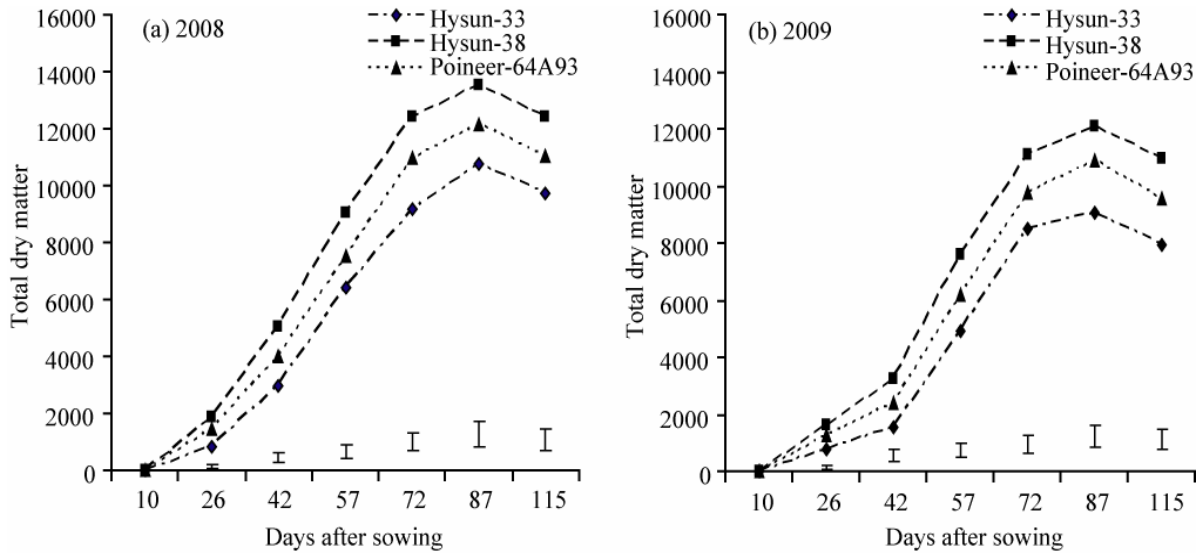 (a) 2008
Hysun-33
Hysun-38
Poineer-64A93
Total dry matter
16000
14000
12000
10000
8000
6000
4000
2000
0
10 26 42 57 72 87 115
Days after sowing
(b) 2009
Hysun-33
Hysun-38
Poineer-64A93
Total dry matter
16000
14000
12000
10000
8000
6000
4000
2000
0
10 26 42 57 72 87 115
Days after sowing